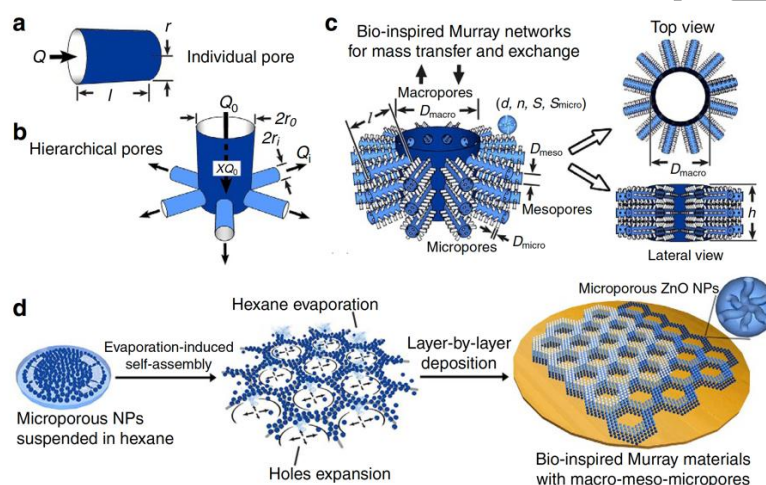 a
r
Q
Individual pore
l
b
Q0
2r0
2ri
Qi
Hierarchical pores
XQ0
c
Bio-inspired Murray networks
for mass transfer and exchange
Macropores
Dmacro
(d, n, S, Smicro)
l
Dmeso
Mesopores
Micropores
Dmicro
Top view
Dmacro
h
Lateral view
d
Microporous NPs
suspended in hexane
Evaporation-induced
self-assembly
Hexane evaporation
Holes expansion
Layer-by-layer
deposition
Microporous ZnO NPs
Bio-inspired Murray materials
with macro-meso-micropores